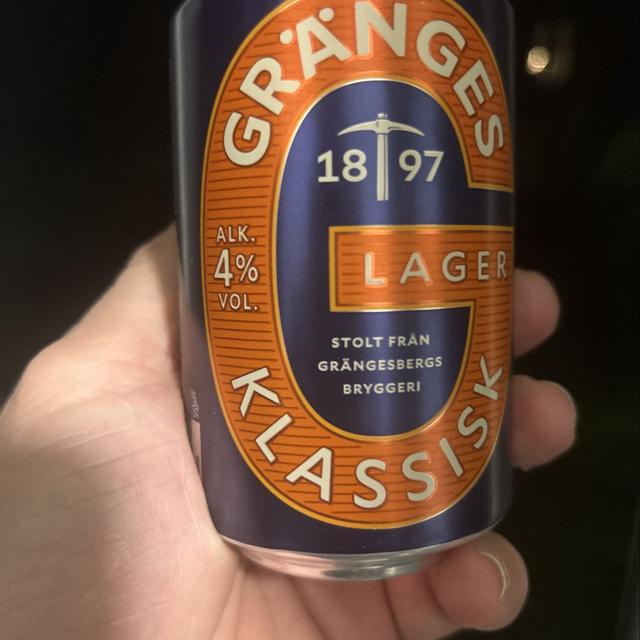 GRÄNGES
18 97
ALK.
4%
VOL.
LAGER
STOLT FRÅN
GRÄNGESBERGS
BRYGGERI
KLASSISK